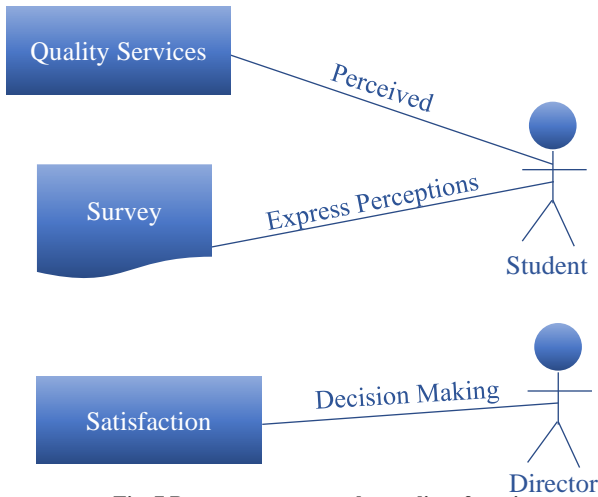 Quality Services
Perceived
Survey
Express Perceptions
Student
Satisfaction
Decision Making
Director